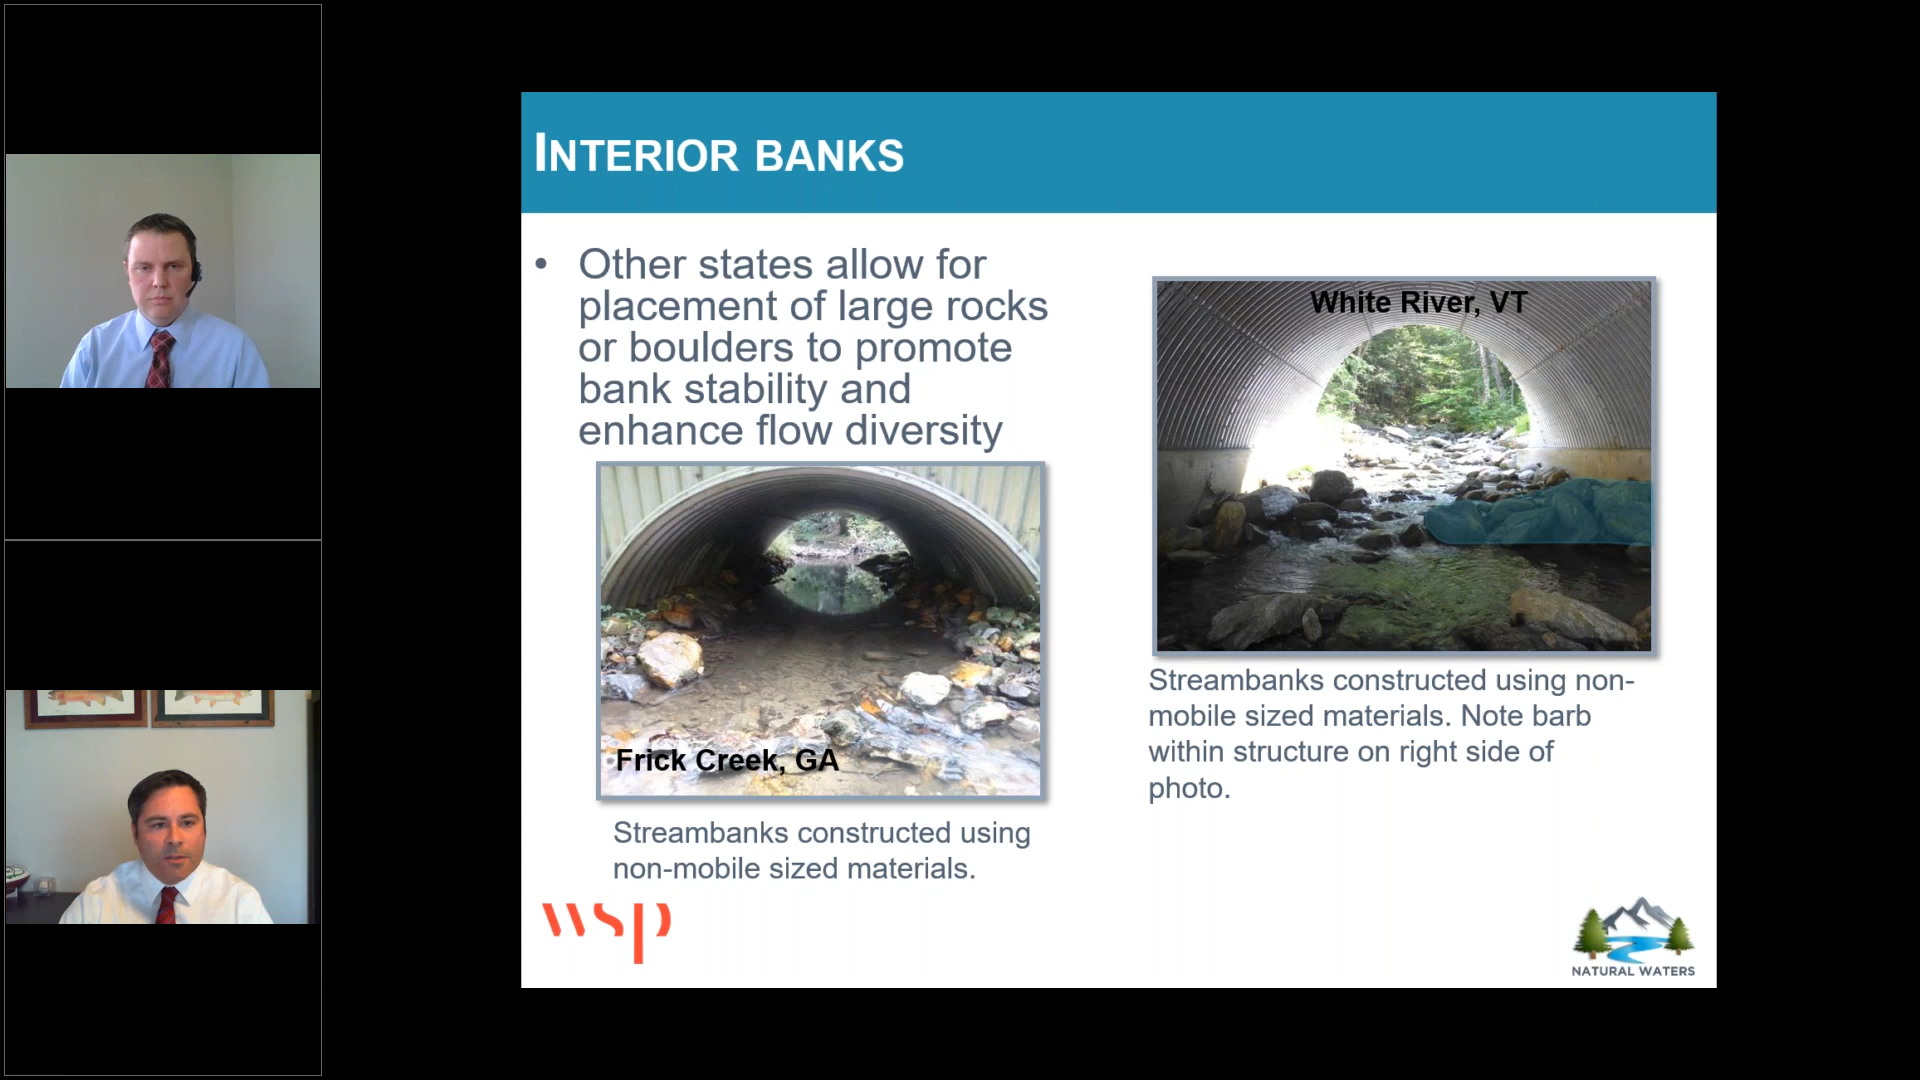 INTERIOR BANKS
• Other states allow for
placement of large rocks
or boulders to promote
bank stability and
enhance flow diversity
Frick Creek, GA
Streambanks constructed using
non-mobile sized materials.
White River, VT
Streambanks constructed using non-
mobile sized materials. Note barb
within structure on right side of
photo.
wsp
NATURAL WATERS